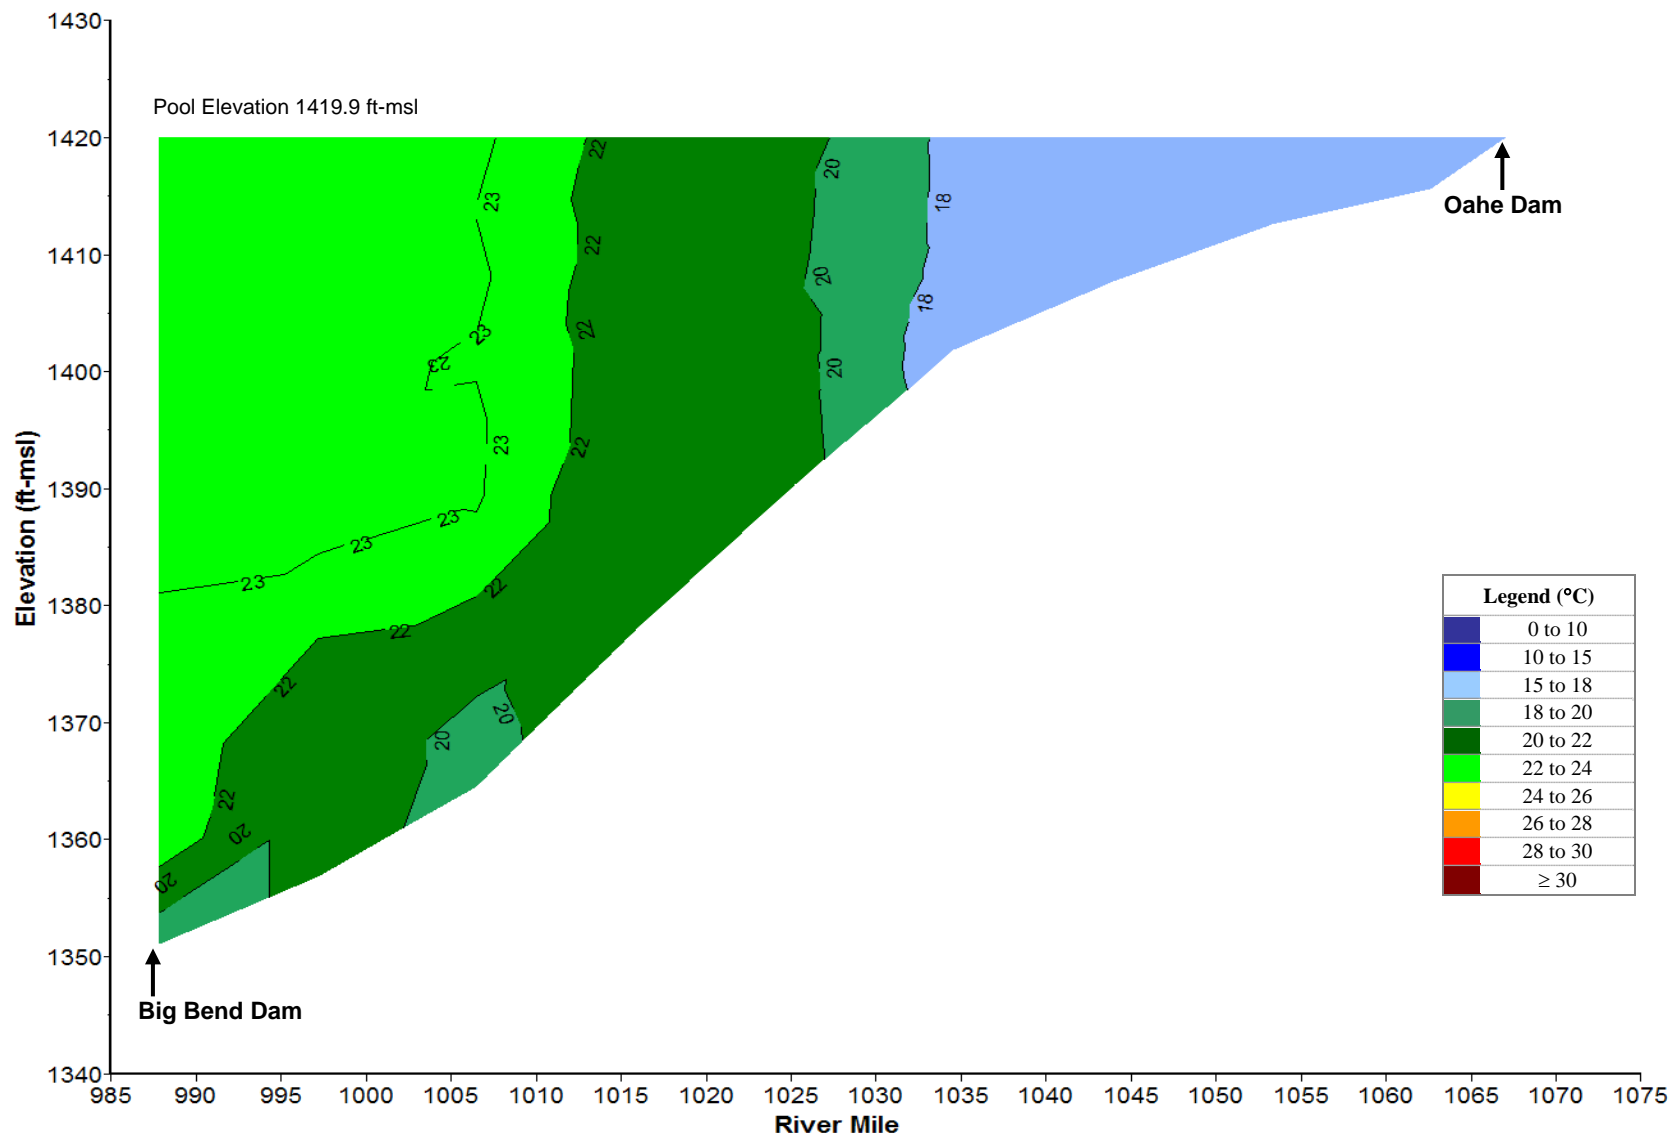 1430
Pool Elevation 1419.9 ft-msl
1420
22
20
23
18
Oahe Dam
1410
22
20
18
23
22
23
1400
20
23
22
Elevation (ft-msl)
1390
23
23
23
22
1380
22
Legend (°C)
0 to 10
10 to 15
15 to 18
18 to 20
20 to 22
22 to 24
24 to 26
26 to 28
28 to 30
≥ 30
22
1370
20
20
22
20
1360
20
1350
Big Bend Dam
1340
985 990 995 1000 1005 1010 1015 1020 1025 1030 1035 1040 1045 1050 1055 1060 1065 1070 1075
River Mile